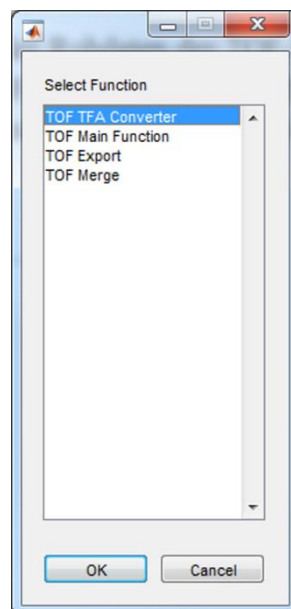 Select Function
TOF TFA Converter
TOF Main Function
TOF Export
TOF Merge
OK
Cancel